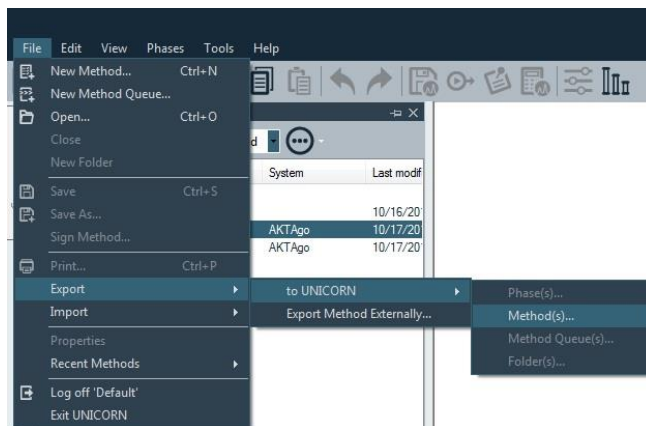 File Edit View Phases Tools Help
New Method... Ctrl+N
New Method Queue...
Open... Ctrl+O
Close
New Folder
Save Ctrl+S
Save As...
Sign Method...
Print... Ctrl+P
Export
Import
Properties
Recent Methods
Log off 'Default'
Exit UNICORN
d
System Last modif
10/16/20
AKTAgo 10/17/20
AKTAgo 10/17/20
to UNICORN
Export Method Externally...
Phase(s)...
Method(s)...
Method Queue(s)...
Folder(s)...